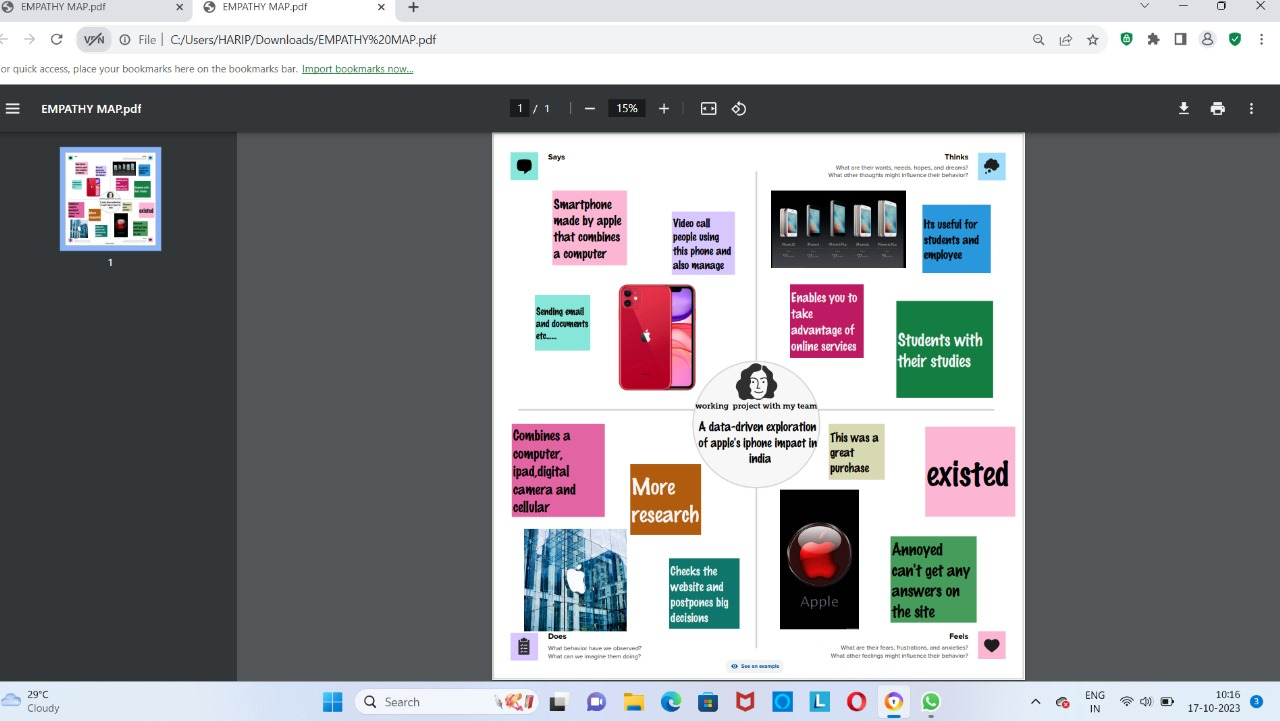 EMPATHY MAP.pdf
EMPATHY MAP.pdf
VPN
File
C:/Users/HARIP/Downloads/EMPATHY%20MAP.pdf
or quick access, place your bookmarks here on the bookmarks bar. Import bookmarks now...
EMPATHY MAP.pdf
1 / 1
15%
1
Says
Smartphone
made by apple
that combines
a computer
Video call
people using
this phone and
also manage
Sending email
and documents
etc.....
Thinks
What are their wants, needs, hopes, and dreams?
What other thoughts might influence their behavior?
Its useful for
students and
employee
Enables you to
take
advantage of
online services
Students with
their studies
working project with my team
A data-driven exploration
of apple's iphone impact in
india
Combines a
computer,
ipad,digital
camera and
cellular
More
research
Checks the
website and
postpones big
decisions
Does
What behavior have we observed?
What can we imagine them doing?
This was a
great
purchase
existed
Apple
Annoyed
can't get any
answers on
the site
Feels
What are their fears, frustrations, and anxieties?
What other feelings might influence their behavior?
See an example
29°C
Cloudy
Search
ENG
IN
10:16
17-10-2023
3